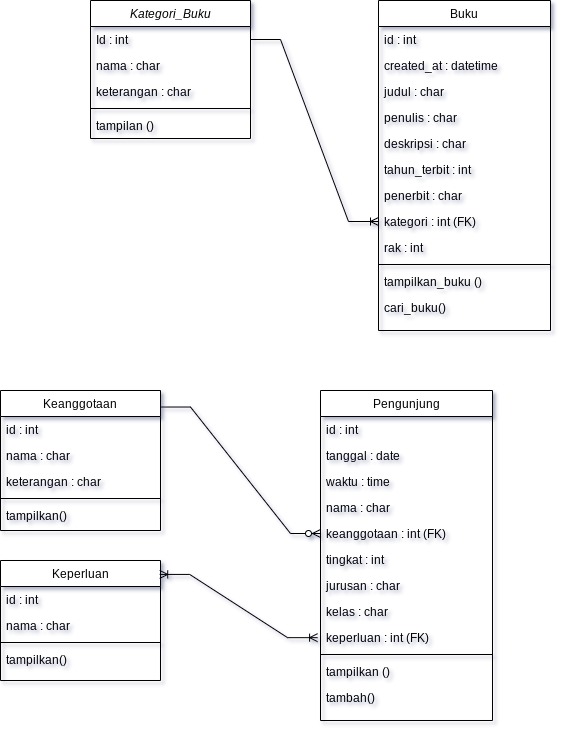 Kategori_Buku
Id : int
nama : char
keterangan : char
tampilan ()
Buku
id : int
created_at : datetime
judul : char
penulis : char
deskripsi : char
tahun_terbit : int
penerbit : char
kategori : int (FK)
rak : int
tampilkan_buku ()
cari_buku()
Keanggotaan
id : int
nama : char
keterangan : char
tampilkan()
Keperluan
id : int
nama : char
tampilkan()
Pengunjung
id : int
tanggal : date
waktu : time
nama : char
keanggotaan : int (FK)
tingkat : int
jurusan : char
kelas : char
keperluan : int (FK)
tampilkan ()
tambah()